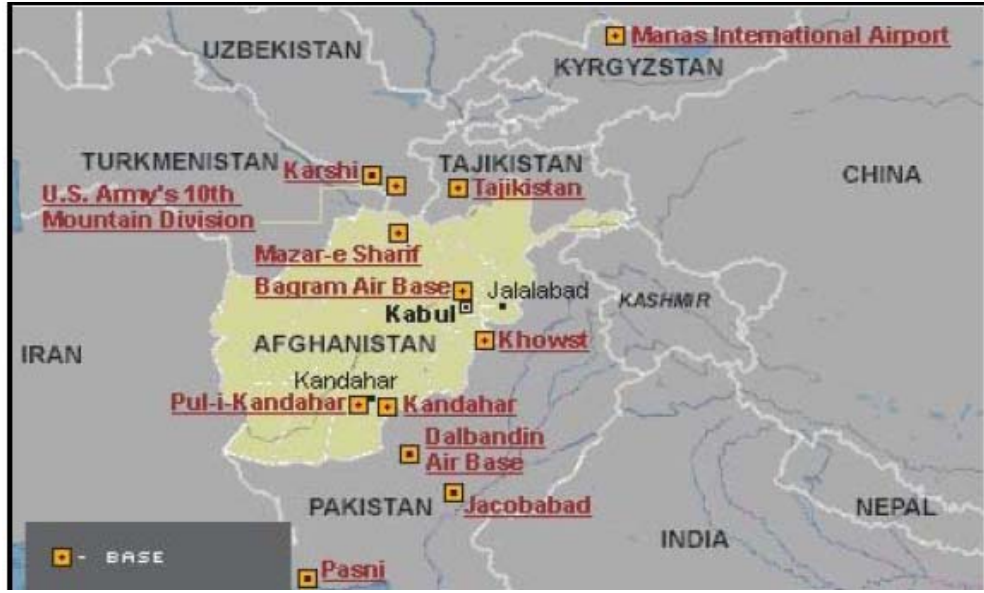 Manas International Airport
UZBEKISTAN
KYRGYZSTAN
TURKMENISTAN
Karshi
TAJIKISTAN
Tajikistan
CHINA
U.S. Army's 10th
Mountain Division
Mazar-e Sharif
Bagram Air Base
Jalalabad
KASHMIR
Kabul
IRAN
AFGHANISTAN
Khowst
Kandahar
Pul-i-Kandahar
Kandahar
Dalbandin
Air Base
PAKISTAN
Jacobabad
NEPAL
INDIA
- BASE
Pasni